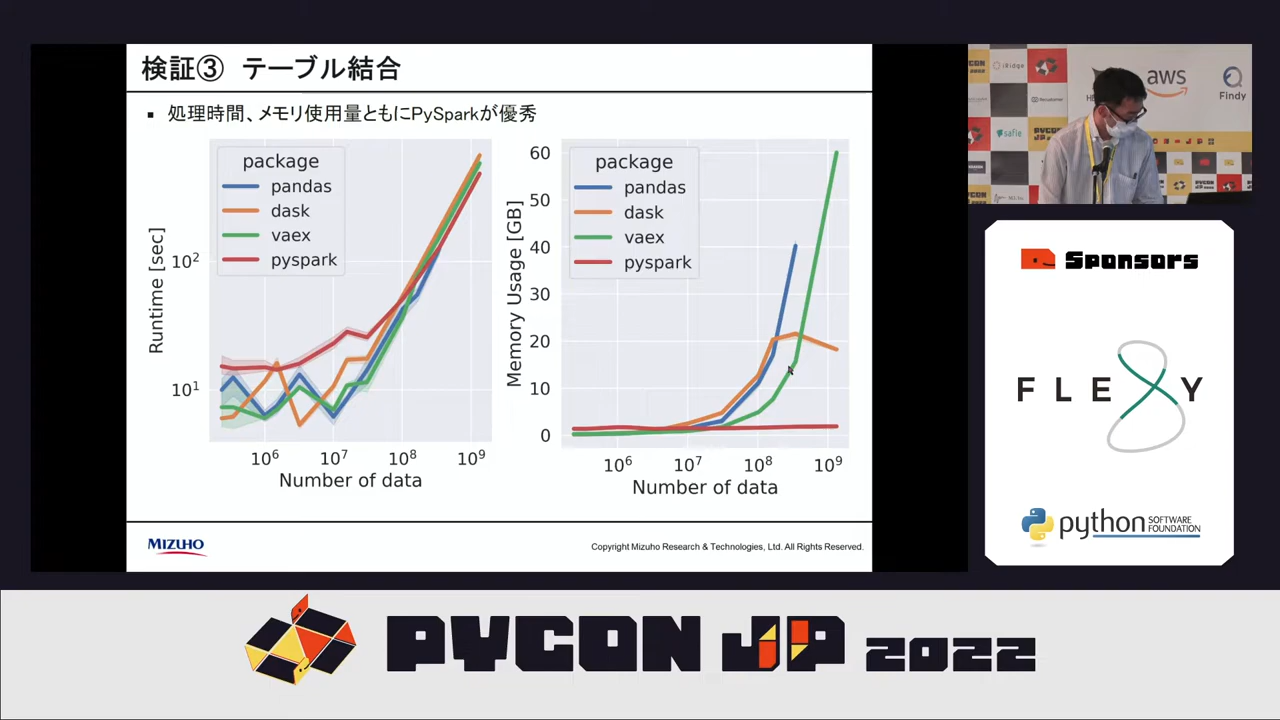 検証③　テーブル結合
▪ 処理時間、メモリ使用量ともにPySparkが優秀
package
pandas
dask
vaex
pyspark
Runtime [sec]
10²
10¹
10⁶
10⁷
10⁸
10⁹
Number of data
package
pandas
dask
vaex
pyspark
Memory Usage [GB]
60
50
40
30
20
10
0
10⁶
10⁷
10⁸
10⁹
Number of data
MIZUHO
Copyright Mizuho Research & Technologies, Ltd. All Rights Reserved.
iRidge
aws
Findy
safie
Sponsors
FLEXY
python
SOFTWARE
FOUNDATION
PYCON JP 2022